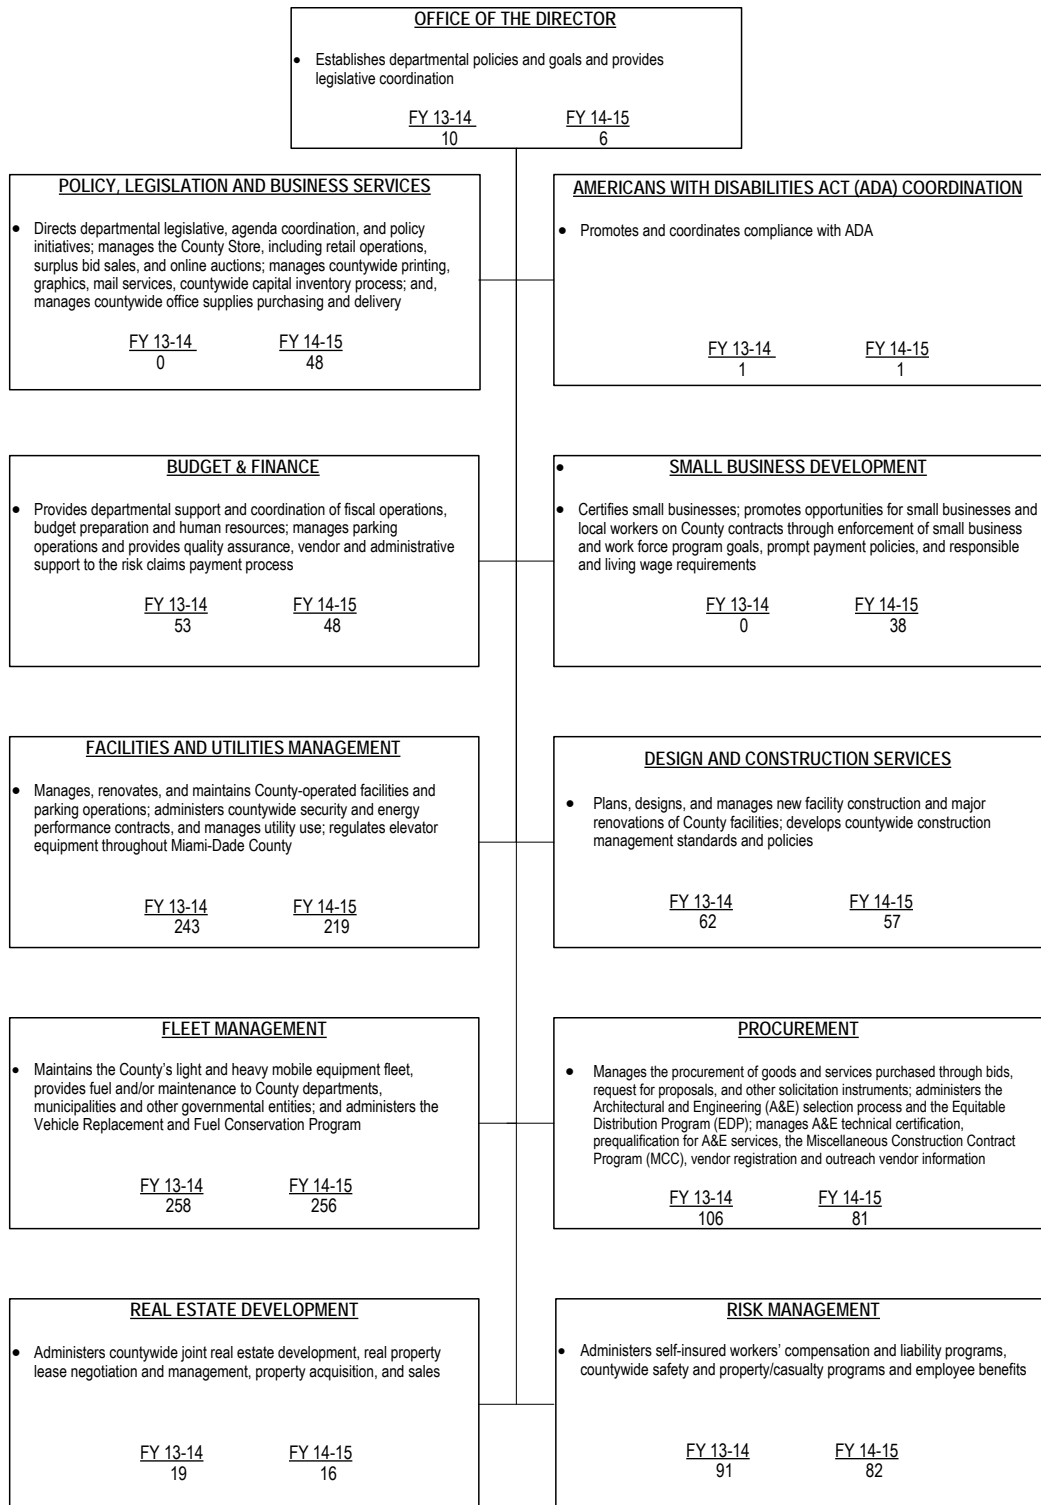 OFFICE OF THE DIRECTOR
• Establishes departmental policies and goals and provides
legislative coordination
FY 13-14 FY 14-15
10 6
POLICY, LEGISLATION AND BUSINESS SERVICES
• Directs departmental legislative, agenda coordination, and policy
initiatives; manages the County Store, including retail operations,
surplus bid sales, and online auctions; manages countywide printing,
graphics, mail services, countywide capital inventory process; and,
manages countywide office supplies purchasing and delivery
FY 13-14 FY 14-15
0 48
AMERICANS WITH DISABILITIES ACT (ADA) COORDINATION
• Promotes and coordinates compliance with ADA
FY 13-14 FY 14-15
1 1
BUDGET & FINANCE
• Provides departmental support and coordination of fiscal operations,
budget preparation and human resources; manages parking
operations and provides quality assurance, vendor and administrative
support to the risk claims payment process
FY 13-14 FY 14-15
53 48
• SMALL BUSINESS DEVELOPMENT
• Certifies small businesses; promotes opportunities for small businesses and
local workers on County contracts through enforcement of small business
and work force program goals, prompt payment policies, and responsible
and living wage requirements
FY 13-14 FY 14-15
0 38
FACILITIES AND UTILITIES MANAGEMENT
• Manages, renovates, and maintains County-operated facilities and
parking operations; administers countywide security and energy
performance contracts, and manages utility use; regulates elevator
equipment throughout Miami-Dade County
FY 13-14 FY 14-15
243 219
DESIGN AND CONSTRUCTION SERVICES
• Plans, designs, and manages new facility construction and major
renovations of County facilities; develops countywide construction
management standards and policies
FY 13-14 FY 14-15
62 57
FLEET MANAGEMENT
• Maintains the County's light and heavy mobile equipment fleet,
provides fuel and/or maintenance to County departments,
municipalities and other governmental entities; and administers the
Vehicle Replacement and Fuel Conservation Program
FY 13-14 FY 14-15
258 256
PROCUREMENT
• Manages the procurement of goods and services purchased through bids,
request for proposals, and other solicitation instruments; administers the
Architectural and Engineering (A&E) selection process and the Equitable
Distribution Program (EDP); manages A&E technical certification,
prequalification for A&E services, the Miscellaneous Construction Contract
Program (MCC), vendor registration and outreach vendor information
FY 13-14 FY 14-15
106 81
REAL ESTATE DEVELOPMENT
• Administers countywide joint real estate development, real property
lease negotiation and management, property acquisition, and sales
FY 13-14 FY 14-15
19 16
RISK MANAGEMENT
• Administers self-insured workers' compensation and liability programs,
countywide safety and property/casualty programs and employee benefits
FY 13-14 FY 14-15
91 82